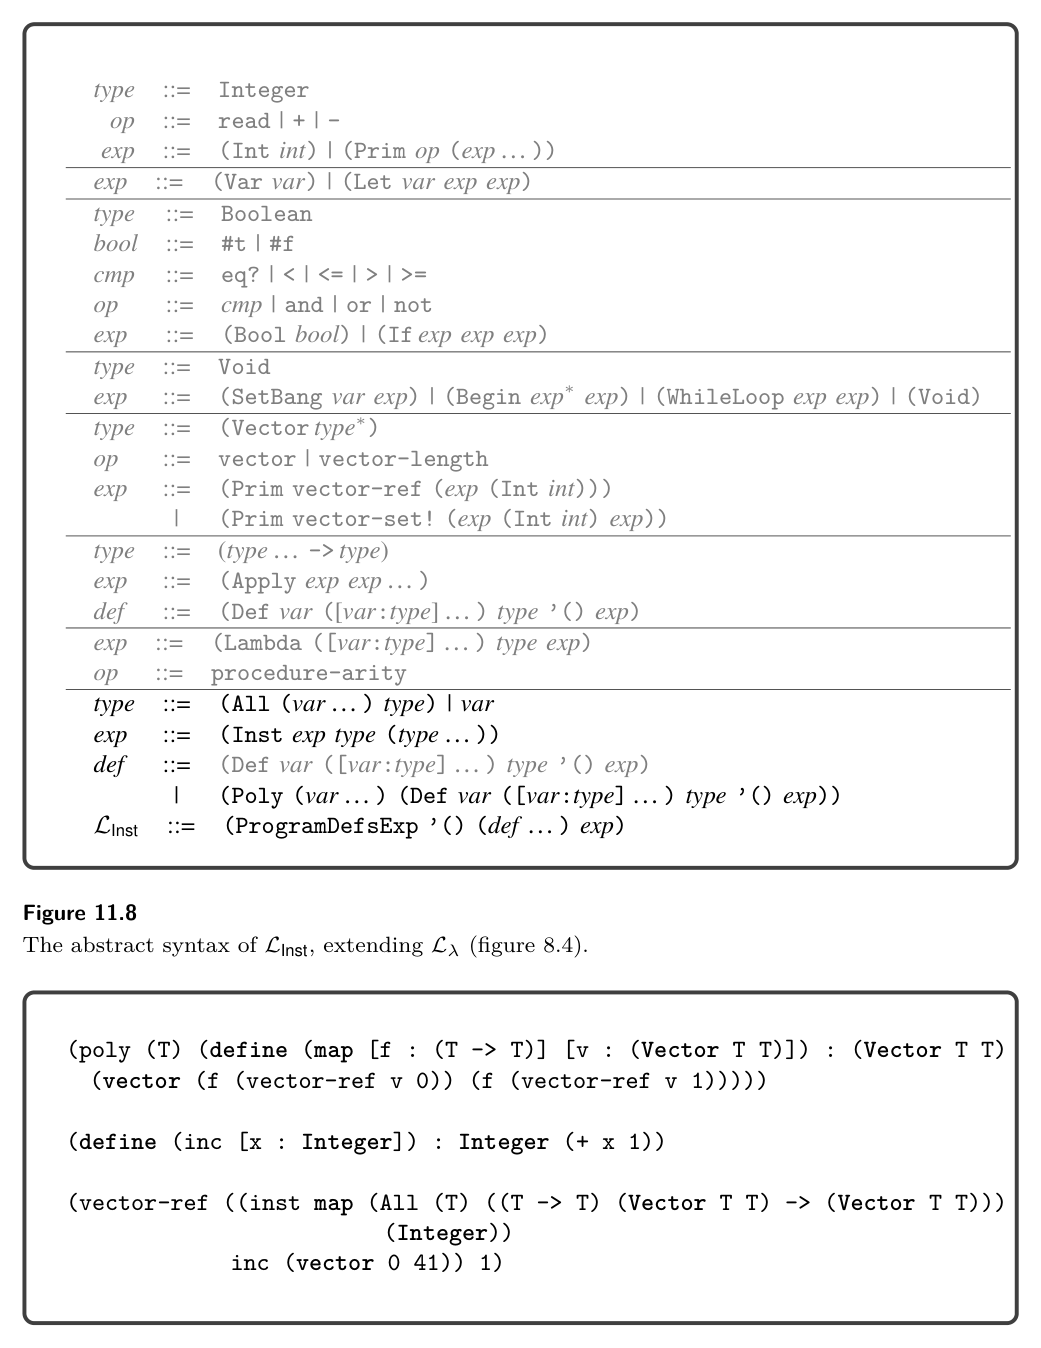 type ::= Integer
op ::= read | + | -
exp ::= (Int int) | (Prim op (exp…))
exp ::= (Var var) | (Let var exp exp)
type ::= Boolean
bool ::= #t | #f
cmp ::= eq? | < | <= | > | >=
op ::= cmp | and | or | not
exp ::= (Bool bool) | (If exp exp exp)
type ::= Void
exp ::= (SetBang var exp) | (Begin exp* exp) | (WhileLoop exp exp) | (Void)
type ::= (Vector type*)
op ::= vector | vector-length
exp ::= (Prim vector-ref (exp (Int int)))
| (Prim vector-set! (exp (Int int) exp))
type ::= (type… -> type)
exp ::= (Apply exp exp…)
def ::= (Def var ([var:type]…) type '() exp)
exp ::= (Lambda ([var:type]…) type exp)
op ::= procedure-arity
type ::= (All (var…) type) | var
exp ::= (Inst exp type (type…))
def ::= (Def var ([var:type]…) type '() exp)
| (Poly (var…) (Def var ([var:type]…) type '() exp))
ℒInst ::= (ProgramDefsExp '() (def…) exp)
Figure 11.8
The abstract syntax of ℒInst, extending ℒλ (figure 8.4).
(poly (T) (define (map [f : (T -> T)] [v : (Vector T T)]) : (Vector T T)
(vector (f (vector-ref v 0)) (f (vector-ref v 1)))))
(define (inc [x : Integer]) : Integer (+ x 1))
(vector-ref ((inst map (All (T) ((T -> T) (Vector T T) -> (Vector T T)))
(Integer))
inc (vector 0 41)) 1)